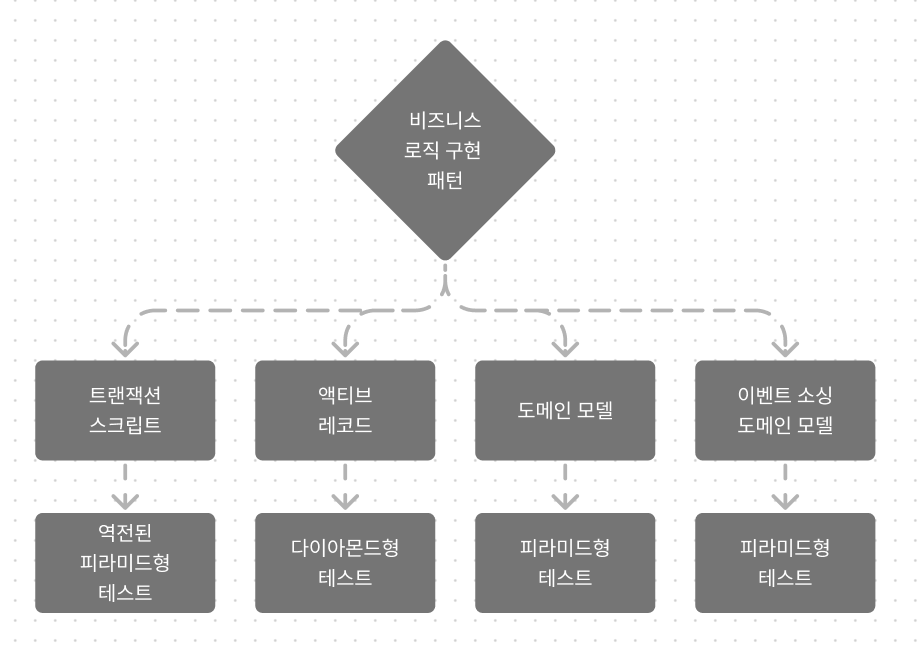 비즈니스
로직 구현
패턴
트랜잭션
스크립트
액티브
레코드
도메인 모델
이벤트 소싱
도메인 모델
역전된
피라미드형
테스트
다이아몬드형
테스트
피라미드형
테스트
피라미드형
테스트